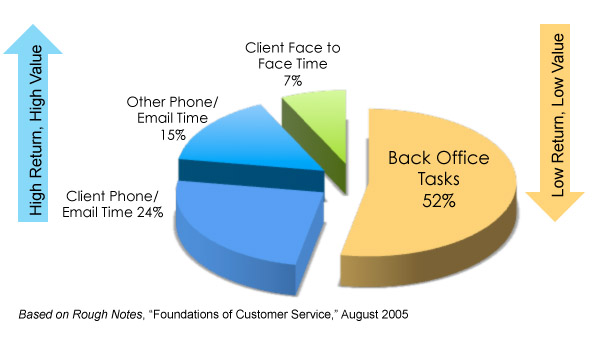 High Return, High Value
Client Face to
Face Time
7%
Other Phone/
Email Time
15%
Client Phone/
Email Time 24%
Back Office
Tasks
52%
Low Return, Low Value
Based on Rough Notes, “Foundations of Customer Service,” August 2005